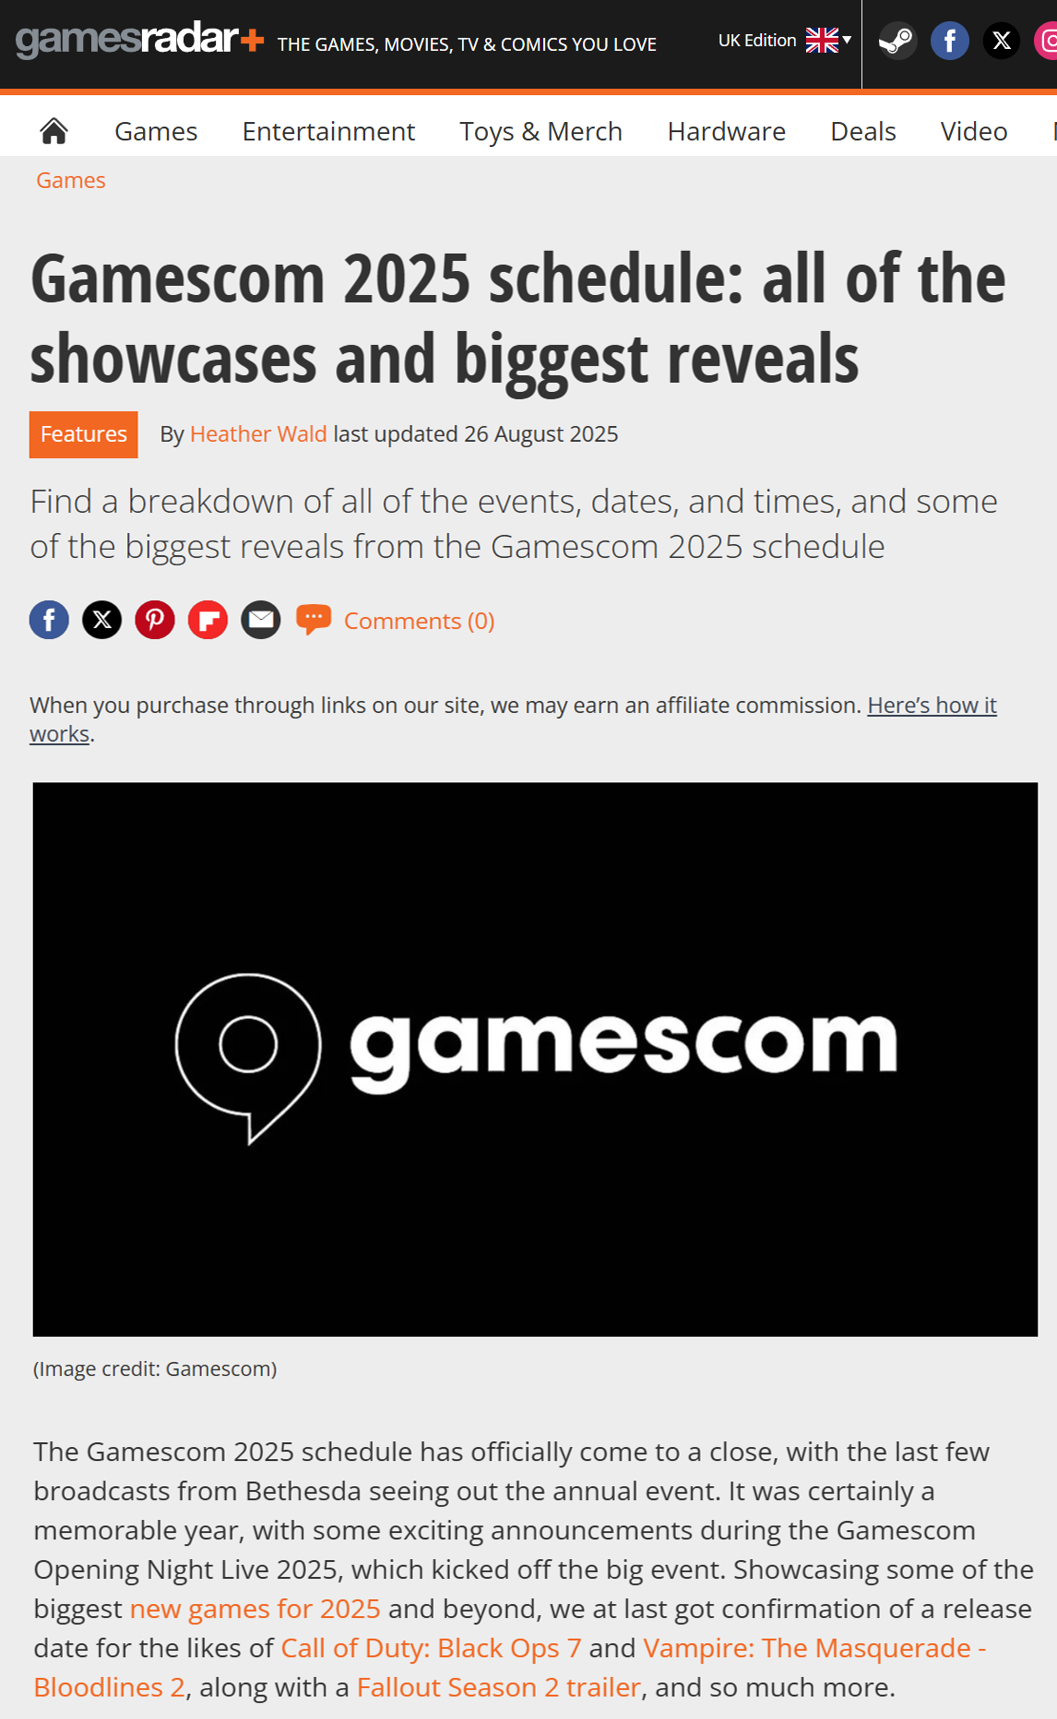 gamesradar+ THE GAMES, MOVIES, TV & COMICS YOU LOVE UK Edition
Games Entertainment Toys & Merch Hardware Deals Video
Games
Gamescom 2025 schedule: all of the
showcases and biggest reveals
Features By Heather Wald last updated 26 August 2025
Find a breakdown of all of the events, dates, and times, and some
of the biggest reveals from the Gamescom 2025 schedule
Comments (0)
When you purchase through links on our site, we may earn an affiliate commission. Here’s how it
works.
gamescom
(Image credit: Gamescom)
The Gamescom 2025 schedule has officially come to a close, with the last few
broadcasts from Bethesda seeing out the annual event. It was certainly a
memorable year, with some exciting announcements during the Gamescom
Opening Night Live 2025, which kicked off the big event. Showcasing some of the
biggest new games for 2025 and beyond, we at last got confirmation of a release
date for the likes of Call of Duty: Black Ops 7 and Vampire: The Masquerade -
Bloodlines 2, along with a Fallout Season 2 trailer, and so much more.